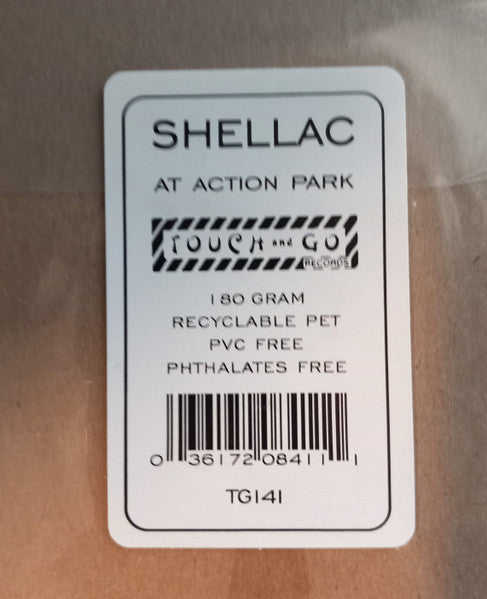 SHELLAC
AT ACTION PARK
TOUCH and GO
RECORDS
180 GRAM
RECYCLABLE PET
PVC FREE
PHTHALATES FREE
0 36172 08411 1
TG141